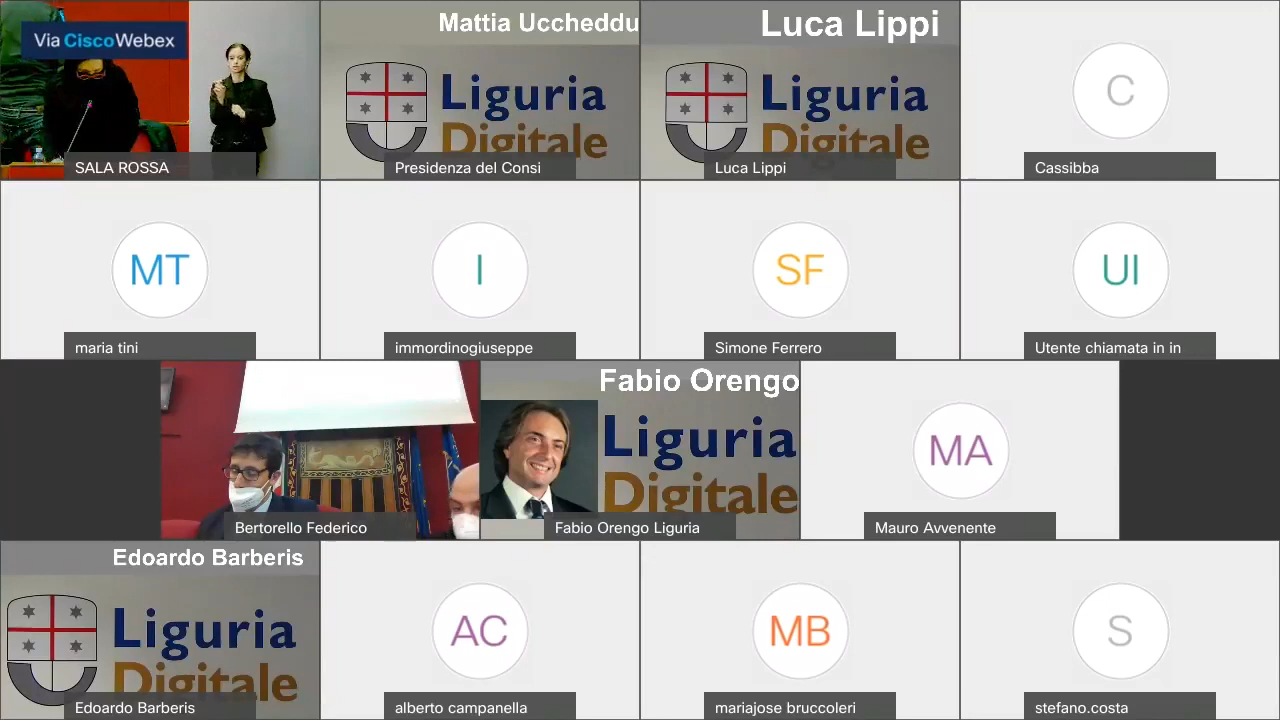 Via Cisco Webex
SALA ROSSA
Mattia Uccheddu
Liguria
Digitale
Presidenza del Consi
Luca Lippi
Liguria
Digitale
Luca Lippi
C
Cassibba
MT
maria tini
I
immordinogiuseppe
SF
Simone Ferrero
UI
Utente chiamata in in
Bertorello Federico
Fabio Orengo
Liguria
Digitale
Fabio Orengo Liguria
MA
Mauro Avvenente
Edoardo Barberis
Liguria
Digitale
Edoardo Barberis
AC
alberto campanella
MB
mariajose bruccoleri
S
stefano.costa